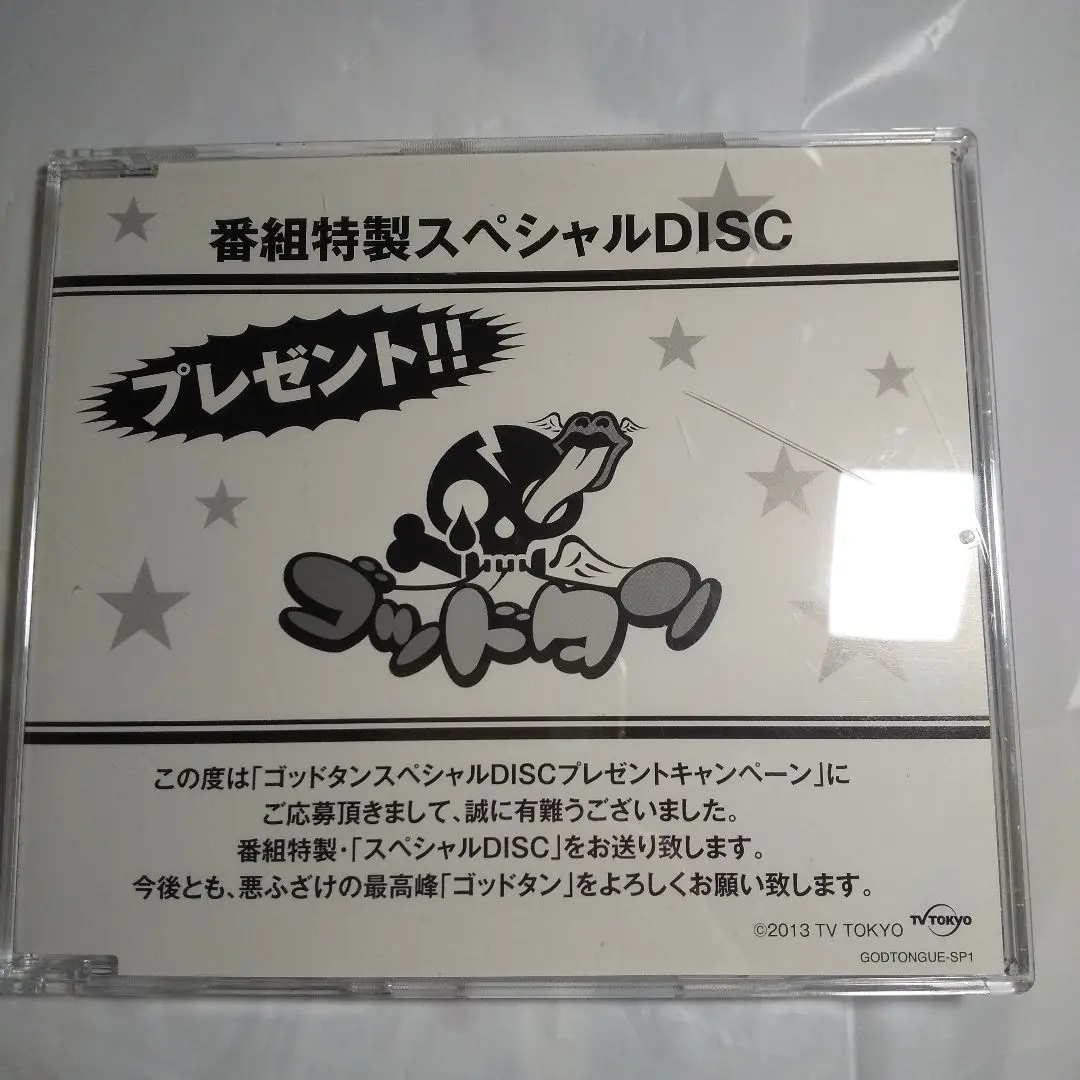 番組特製スペシャルDISC
プレゼント!!
ゴッドタン
この度は「ゴッドタンスペシャルDISCプレゼントキャンペーン」に
ご応募頂きまして、誠に有難うございました。
番組特製・「スペシャルDISC」をお送り致します。
今後とも、悪ふざけの最高峰「ゴッドタン」をよろしくお願い致します。
©2013 TV TOKYO TV TOKYO
GODTONGUE-SP1